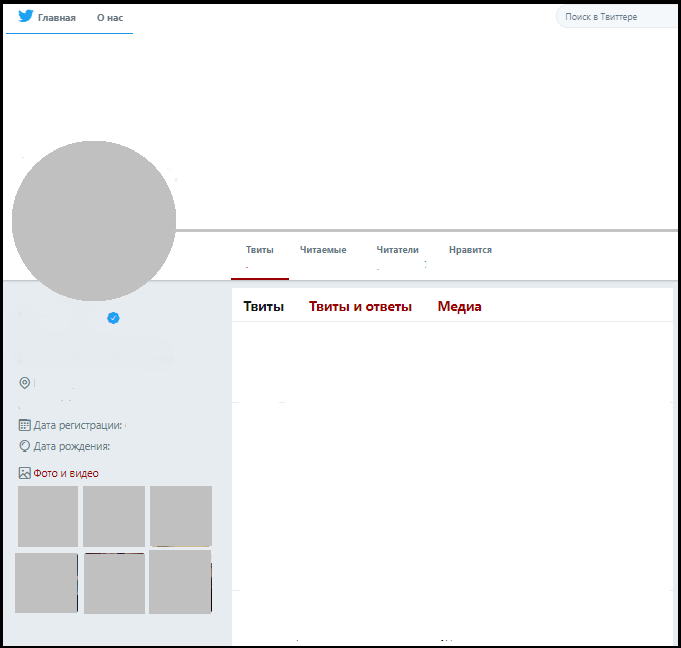 Главная О нас Поиск в Твиттере
Твиты Читаемые Читатели Нравится
Твиты Твиты и ответы Медиа
Дата регистрации:
Дата рождения:
Фото и видео